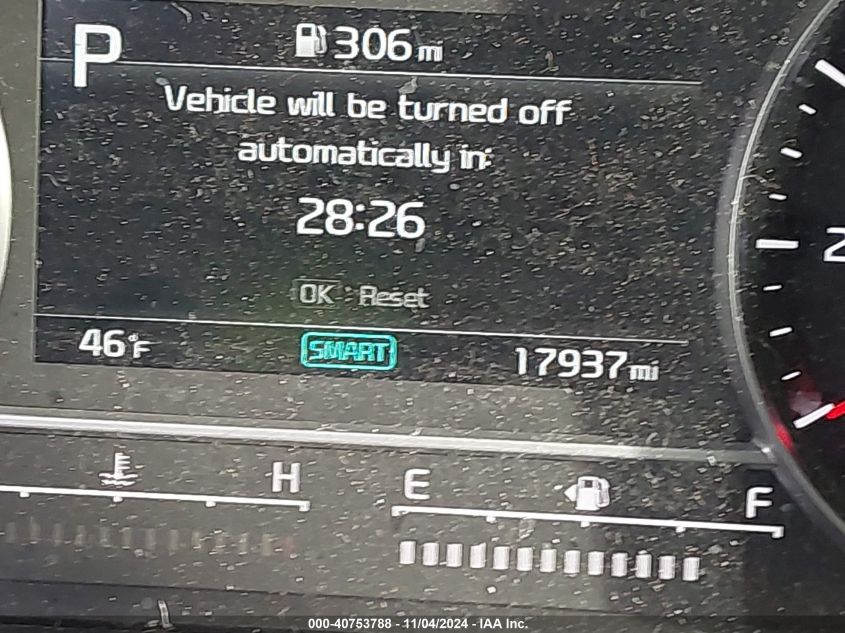 P
306 mi
Vehicle will be turned off
automatically in:
28:26
OK : Reset
46°F
SMART
17937 mi
H
E
F
2
000-40753788 - 11/04/2024 - IAA Inc.